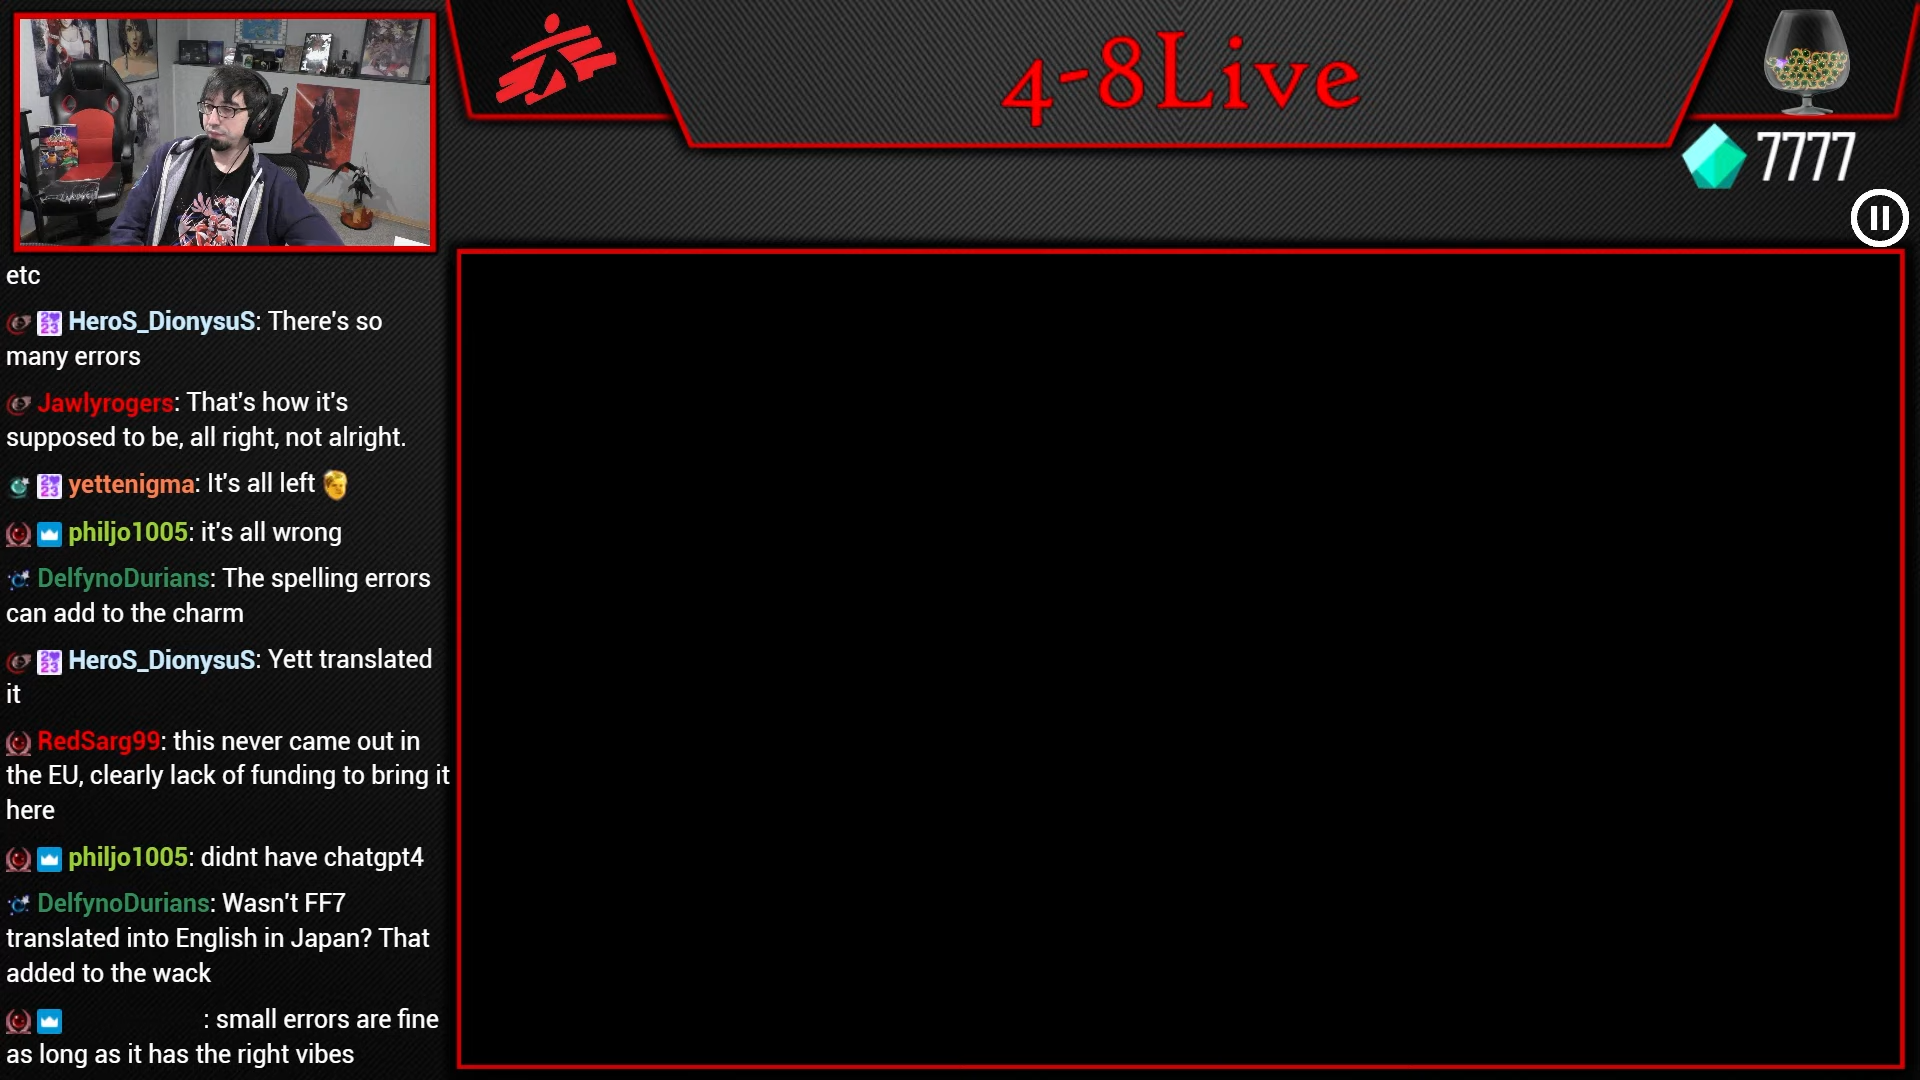 4-8Live
7777
etc
HeroS_DionysuS: There's so
many errors
Jawlyrogers: That's how it's
supposed to be, all right, not alright.
yettenigma: It's all left
philjo1005: it's all wrong
DelfynoDurians: The spelling errors
can add to the charm
HeroS_DionysuS: Yett translated
it
RedSarg99: this never came out in
the EU, clearly lack of funding to bring it
here
philjo1005: didnt have chatgpt4
DelfynoDurians: Wasn't FF7
translated into English in Japan? That
added to the wack
: small errors are fine
as long as it has the right vibes